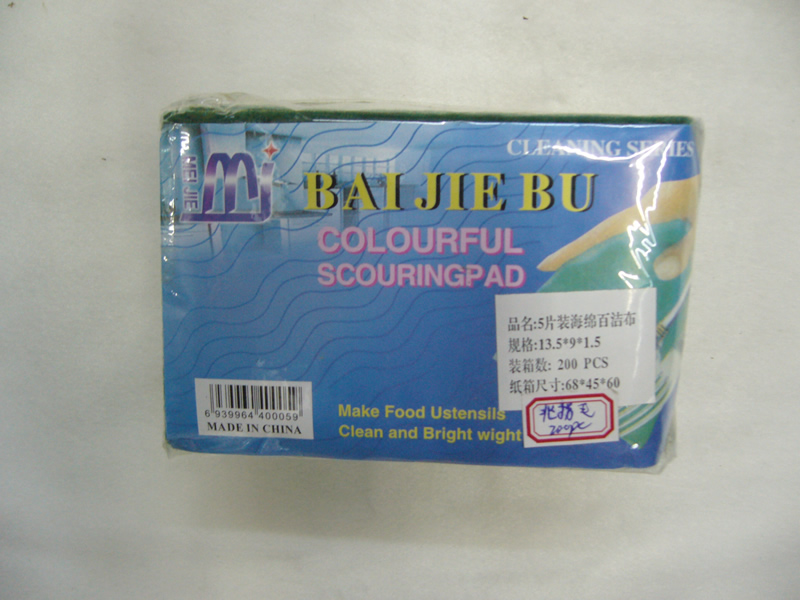 CLEANING SERIES
MEI JIE
mj
BAI JIE BU
COLOURFUL
SCOURINGPAD
品名:5片装海绵百洁布
规格:13.5*9*1.5
装箱数: 200 PCS
纸箱尺寸:68*45*60
200pc
6 939964 400059
MADE IN CHINA
Make Food Ustensils
Clean and Bright wight